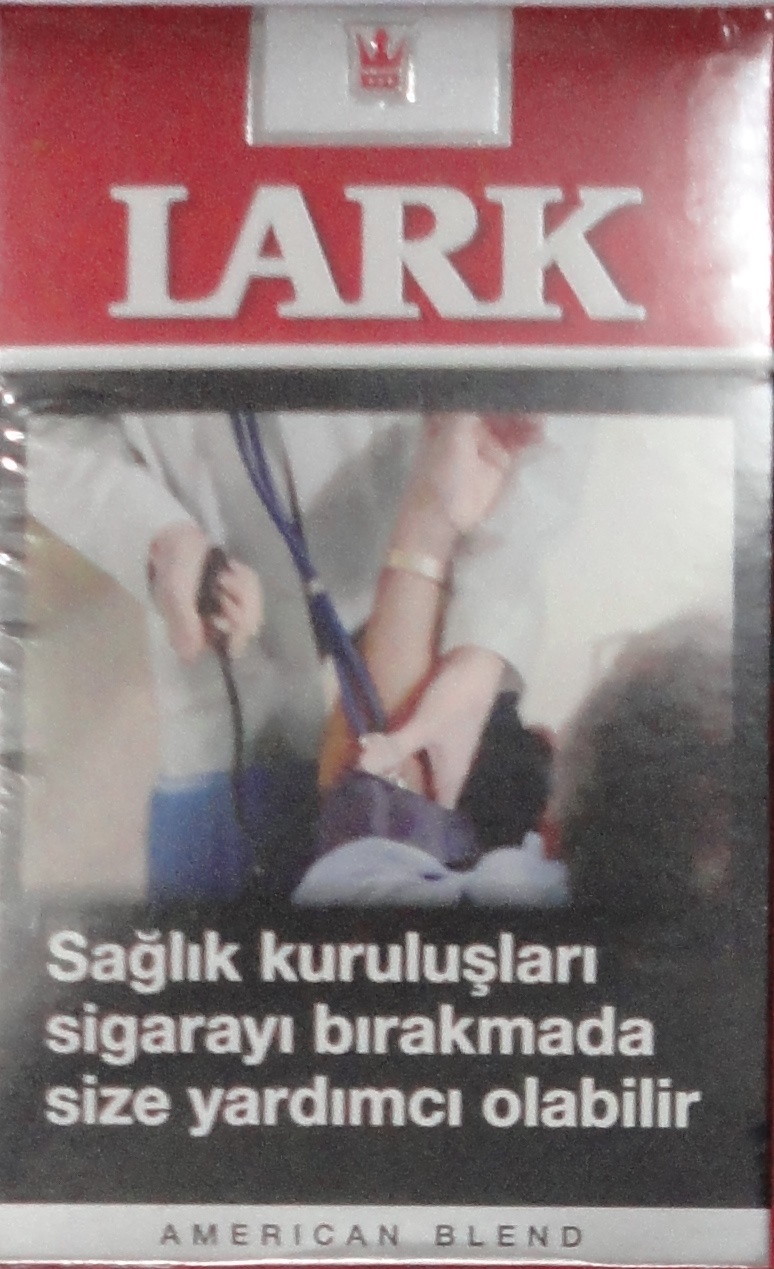 LARK
Sağlık kuruluşları
sigarayı bırakmada
size yardımcı olabilir
AMERICAN BLEND